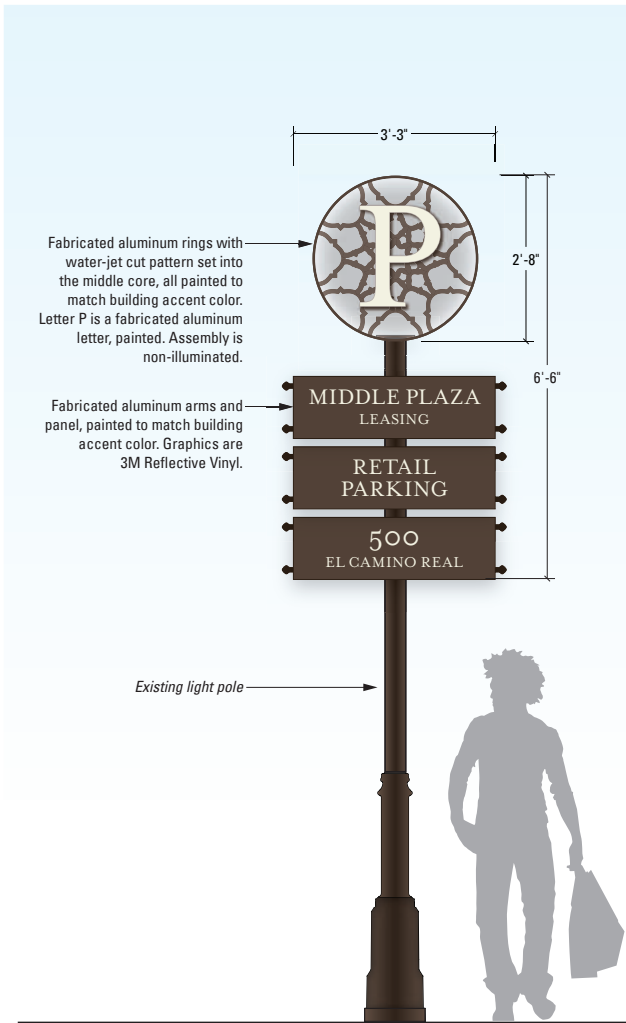 3'-3"
P
2'-8"
6'-6"
Fabricated aluminum rings with
water-jet cut pattern set into
the middle core, all painted to
match building accent color.
Letter P is a fabricated aluminum
letter, painted. Assembly is
non-illuminated.
Fabricated aluminum arms and
panel, painted to match building
accent color. Graphics are
3M Reflective Vinyl.
MIDDLE PLAZA
LEASING
RETAIL
PARKING
500
EL CAMINO REAL
Existing light pole